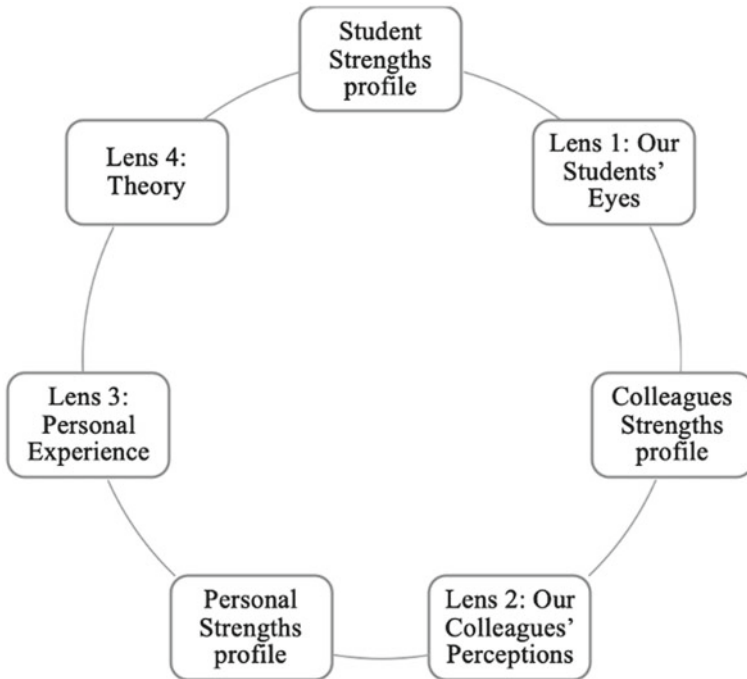 Student
Strengths
profile
Lens 1: Our
Students’
Eyes
Colleagues
Strengths
profile
Lens 2: Our
Colleagues’
Perceptions
Personal
Strengths
profile
Lens 3:
Personal
Experience
Lens 4:
Theory